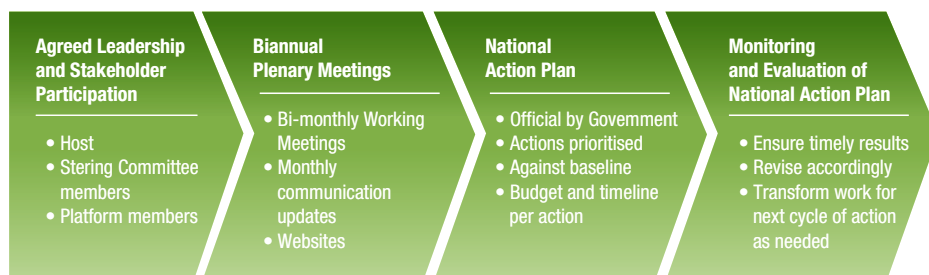 Agreed Leadership
and Stakeholder
Participation
• Host
• Stering Committee
members
• Platform members
Biannual
Plenary Meetings
• Bi-monthly Working
Meetings
• Monthly
communication
updates
• Websites
National
Action Plan
• Official by Government
• Actions prioritised
• Against baseline
• Budget and timeline
per action
Monitoring
and Evaluation of
National Action Plan
• Ensure timely results
• Revise accordingly
• Transform work for
next cycle of action
as needed